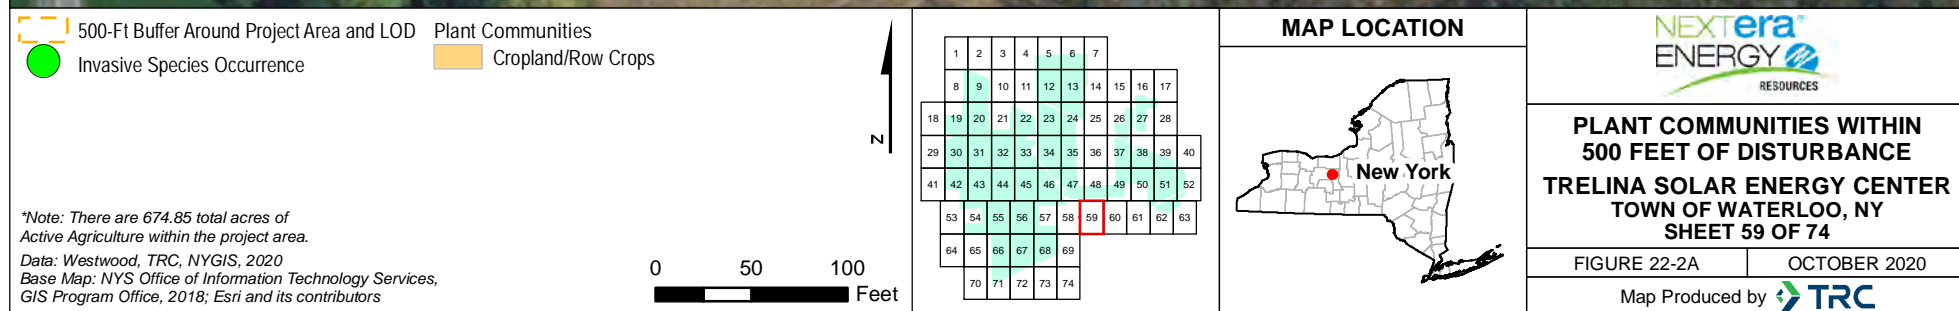 500-Ft Buffer Around Project Area and LOD
Invasive Species Occurrence
Plant Communities
Cropland/Row Crops
*Note: There are 674.85 total acres of
Active Agriculture within the project area.
Data: Westwood, TRC, NYGIS, 2020
Base Map: NYS Office of Information Technology Services,
GIS Program Office, 2018; Esri and its contributors
N
0 50 100
Feet
1 2 3 4 5 6 7
8 9 10 11 12 13 14 15 16 17
18 19 20 21 22 23 24 25 26 27 28
29 30 31 32 33 34 35 36 37 38 39 40
41 42 43 44 45 46 47 48 49 50 51 52
53 54 55 56 57 58 59 60 61 62 63
64 65 66 67 68 69
70 71 72 73 74
MAP LOCATION
New York
NEXTera
ENERGY
RESOURCES
PLANT COMMUNITIES WITHIN
500 FEET OF DISTURBANCE
TRELINA SOLAR ENERGY CENTER
TOWN OF WATERLOO, NY
SHEET 59 OF 74
FIGURE 22-2A
OCTOBER 2020
Map Produced by TRC